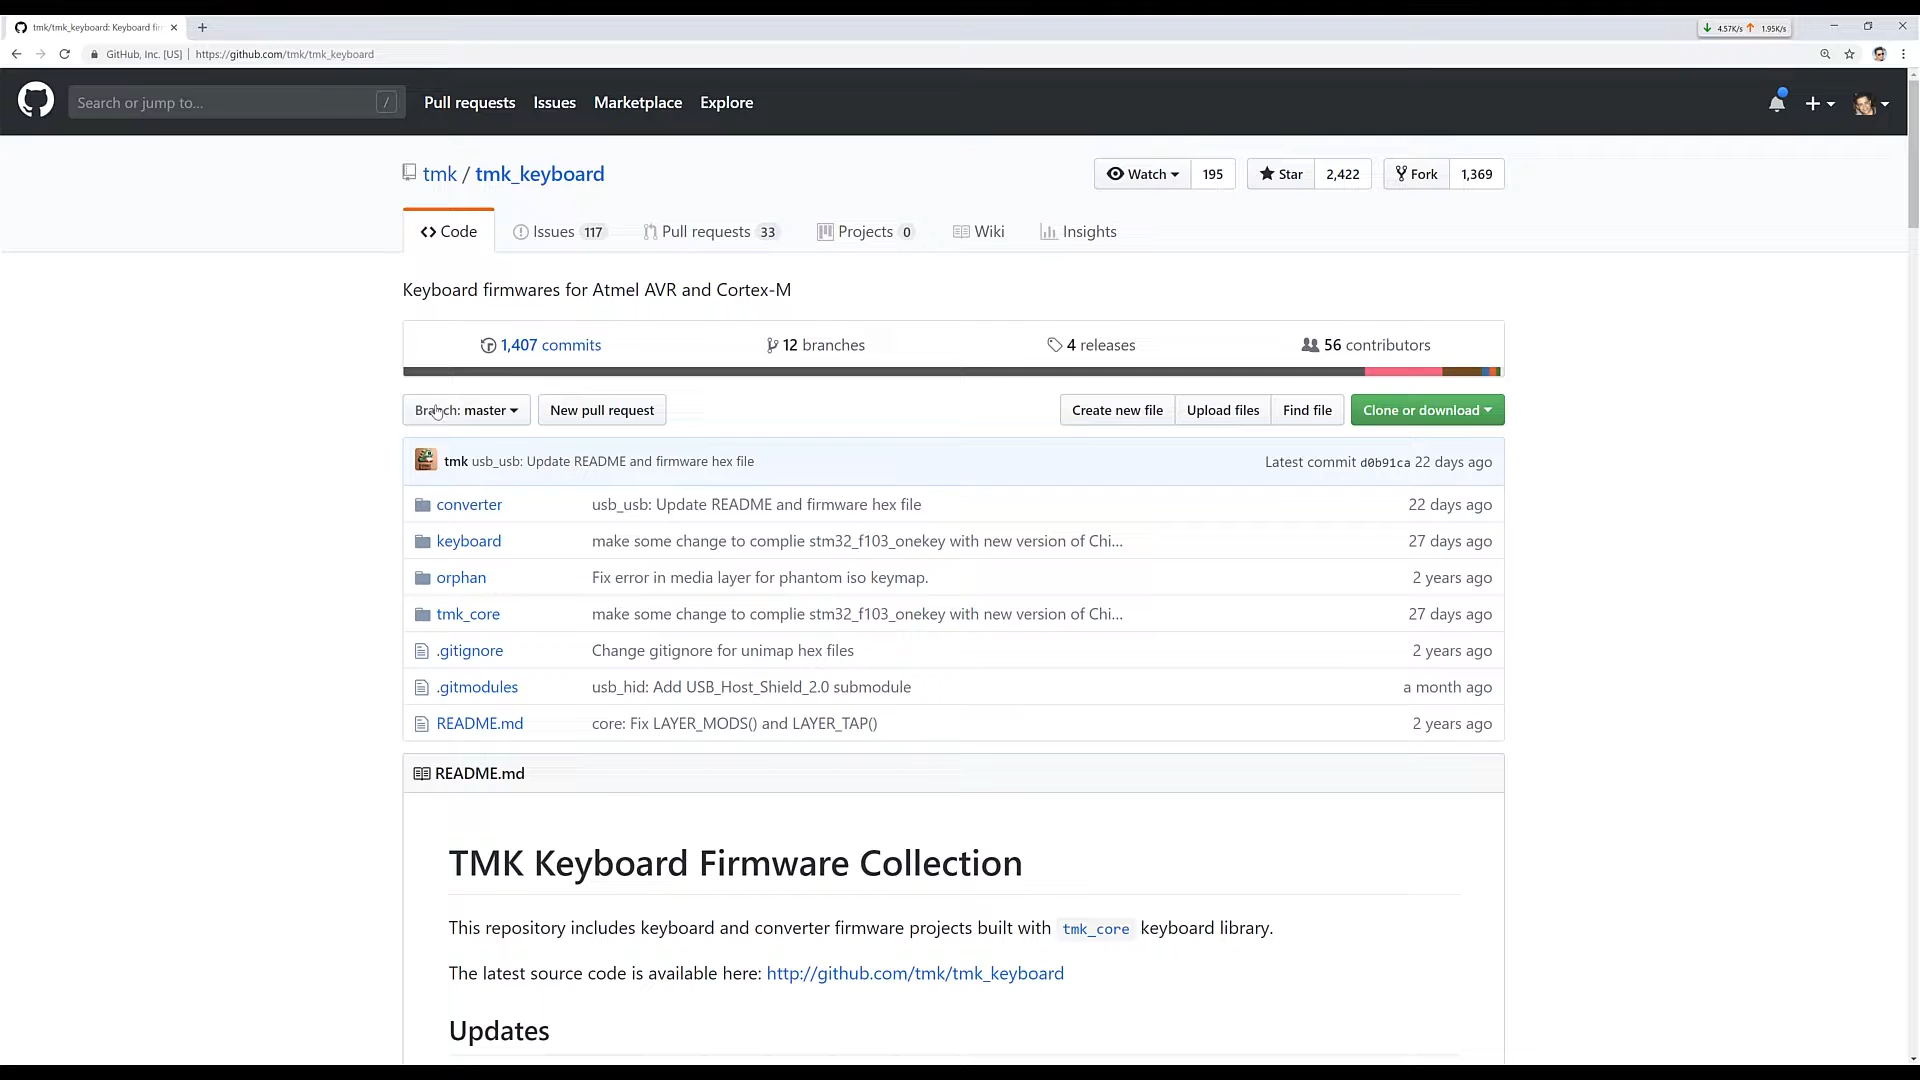 tmk/tmk_keyboard: Keyboard fir
4.57K/s 1.95K/s
GitHub, Inc. [US] | https://github.com/tmk/tmk_keyboard
Search or jump to... /
Pull requests Issues Marketplace Explore
tmk / tmk_keyboard
Watch 195 Star 2,422 Fork 1,369
Code Issues 117 Pull requests 33 Projects 0 Wiki Insights
Keyboard firmwares for Atmel AVR and Cortex-M
1,407 commits 12 branches 4 releases 56 contributors
Branch: master New pull request Create new file Upload files Find file Clone or download
tmk usb_usb: Update README and firmware hex file Latest commit d0b91ca 22 days ago
converter usb_usb: Update README and firmware hex file 22 days ago
keyboard make some change to complie stm32_f103_onekey with new version of Chi... 27 days ago
orphan Fix error in media layer for phantom iso keymap. 2 years ago
tmk_core make some change to complie stm32_f103_onekey with new version of Chi... 27 days ago
.gitignore Change gitignore for unimap hex files 2 years ago
.gitmodules usb_hid: Add USB_Host_Shield_2.0 submodule a month ago
README.md core: Fix LAYER_MODS() and LAYER_TAP() 2 years ago
README.md
TMK Keyboard Firmware Collection
This repository includes keyboard and converter firmware projects built with tmk_core keyboard library.
The latest source code is available here: http://github.com/tmk/tmk_keyboard
Updates